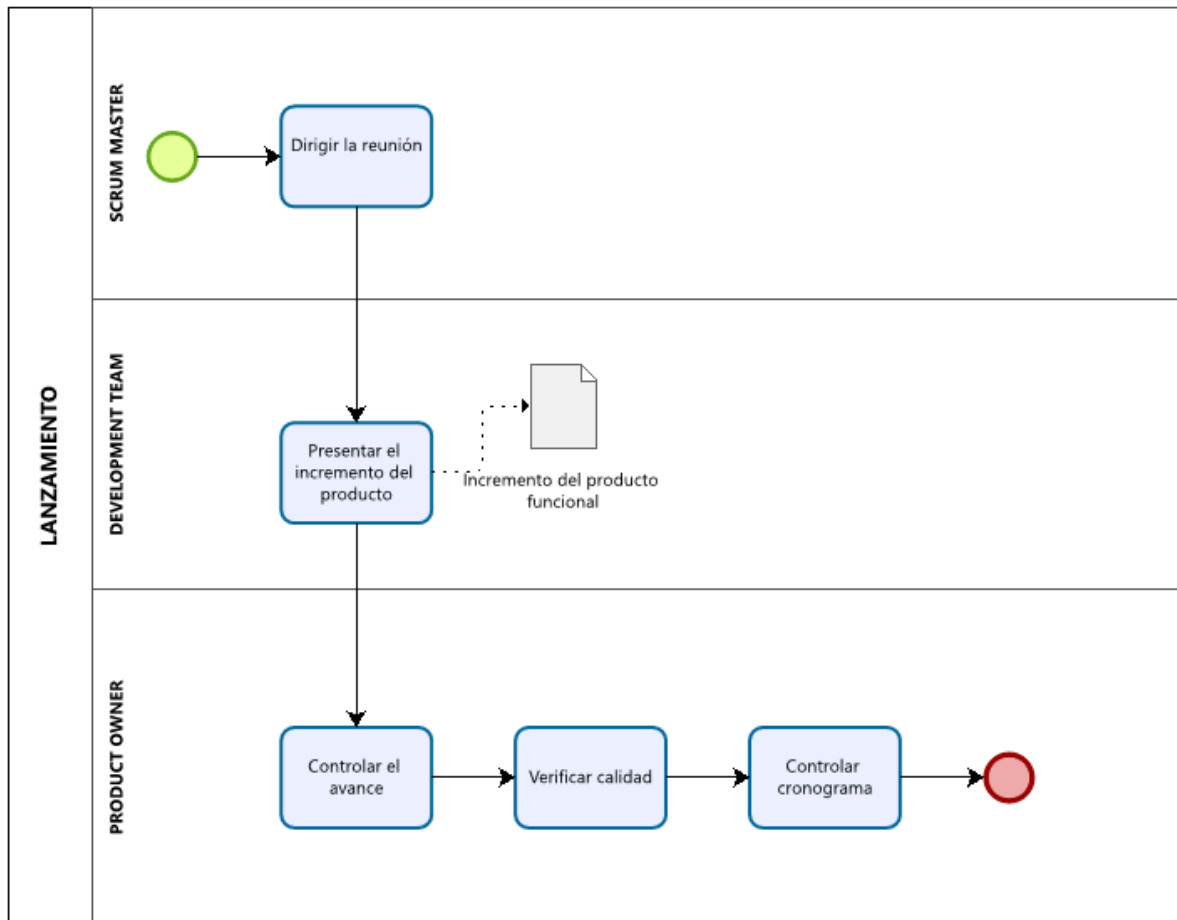 LANZAMIENTO
SCRUM MASTER
Dirigir la reunión
DEVELOPMENT TEAM
Presentar el
incremento del
producto
Incremento del producto
funcional
PRODUCT OWNER
Controlar el
avance
Verificar calidad
Controlar
cronograma